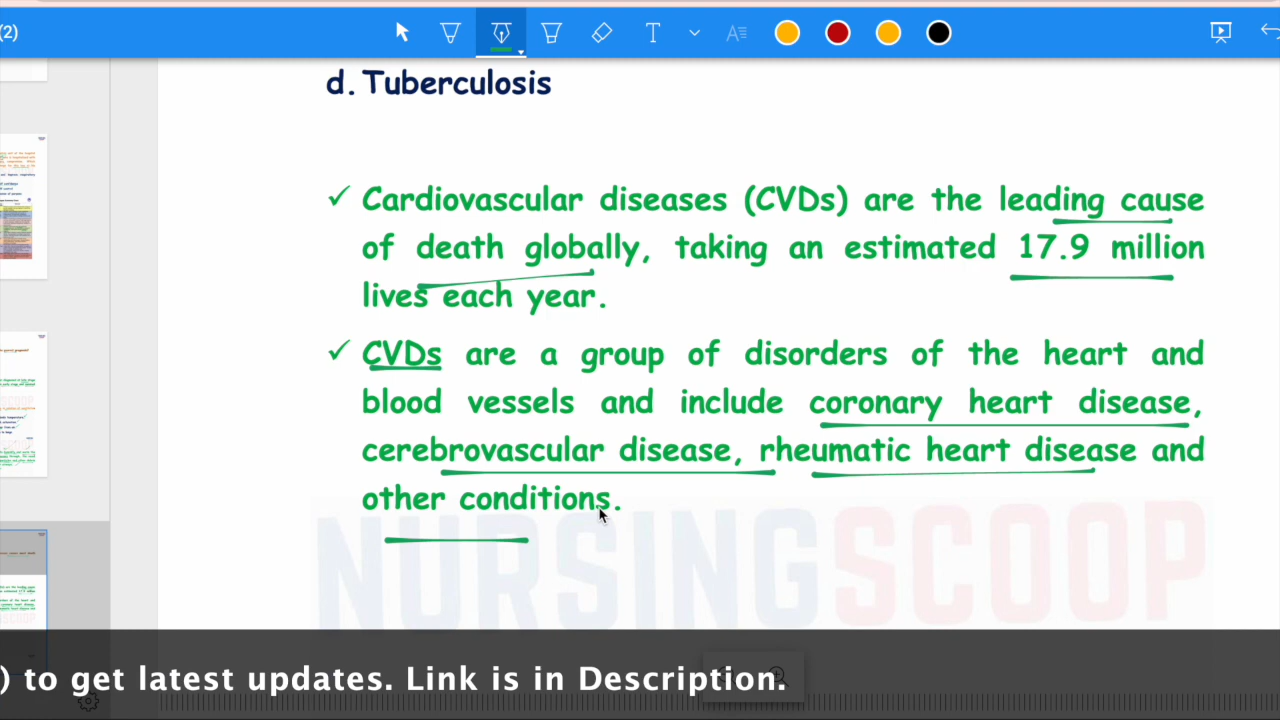 (2)
T
A
d. Tuberculosis
✓ Cardiovascular diseases (CVDs) are the leading cause
of death globally, taking an estimated 17.9 million
lives each year.
✓ CVDs are a group of disorders of the heart and
blood vessels and include coronary heart disease,
cerebrovascular disease, rheumatic heart disease and
other conditions.
NURSINGSCOOP
) to get latest updates. Link is in Description.